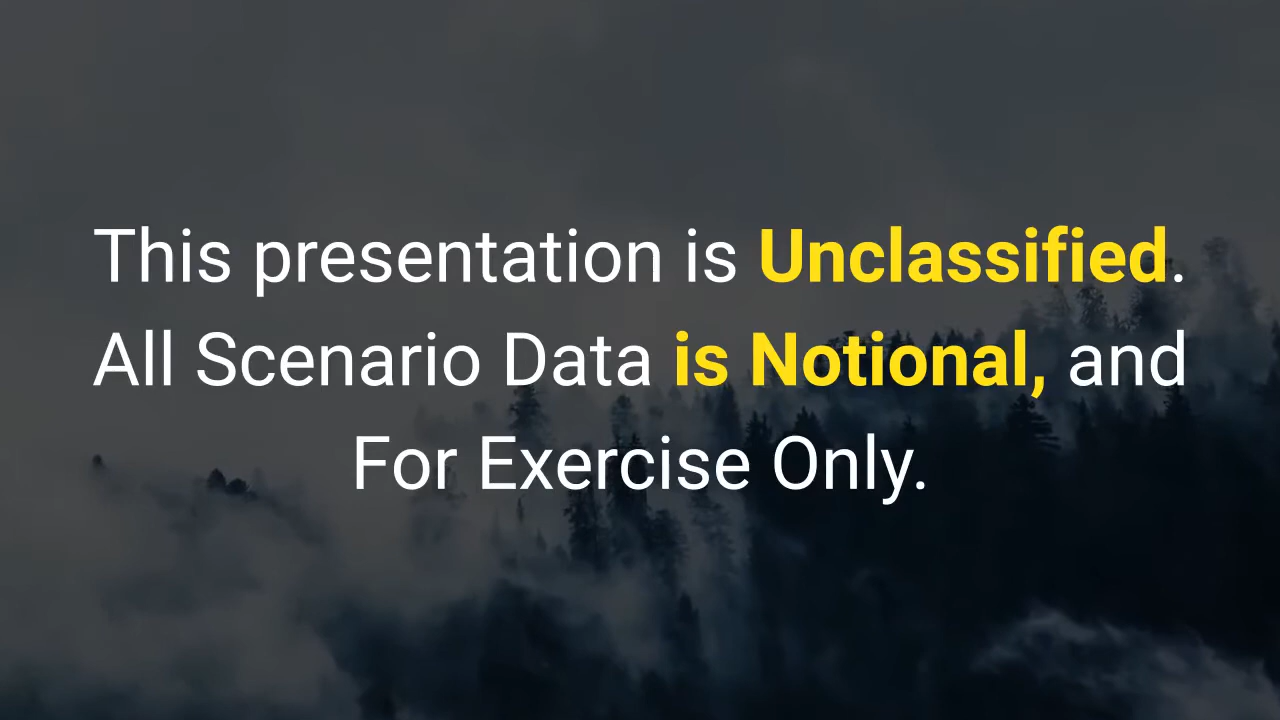 This presentation is Unclassified.
All Scenario Data is Notional, and
For Exercise Only.